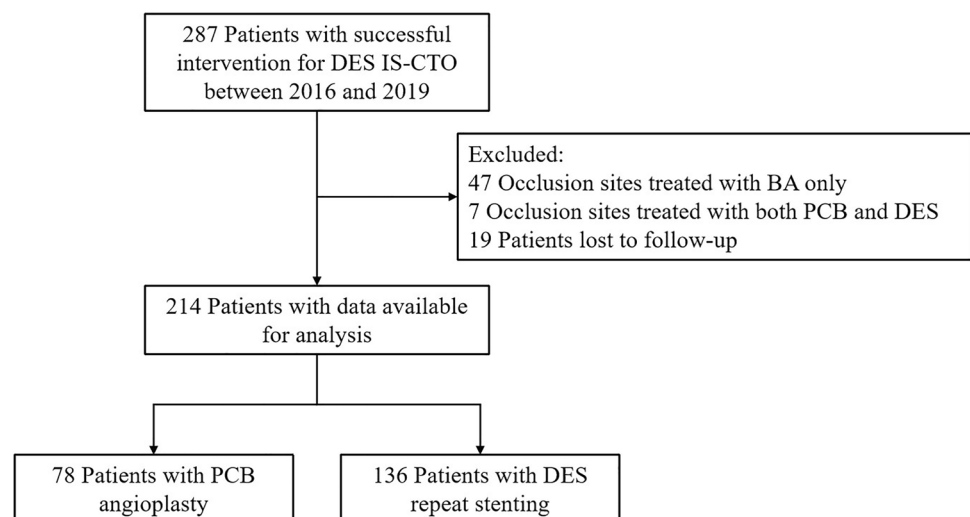 287 Patients with successful
intervention for DES IS-CTO
between 2016 and 2019
Excluded:
47 Occlusion sites treated with BA only
7 Occlusion sites treated with both PCB and DES
19 Patients lost to follow-up
214 Patients with data available
for analysis
78 Patients with PCB
angioplasty
136 Patients with DES
repeat stenting